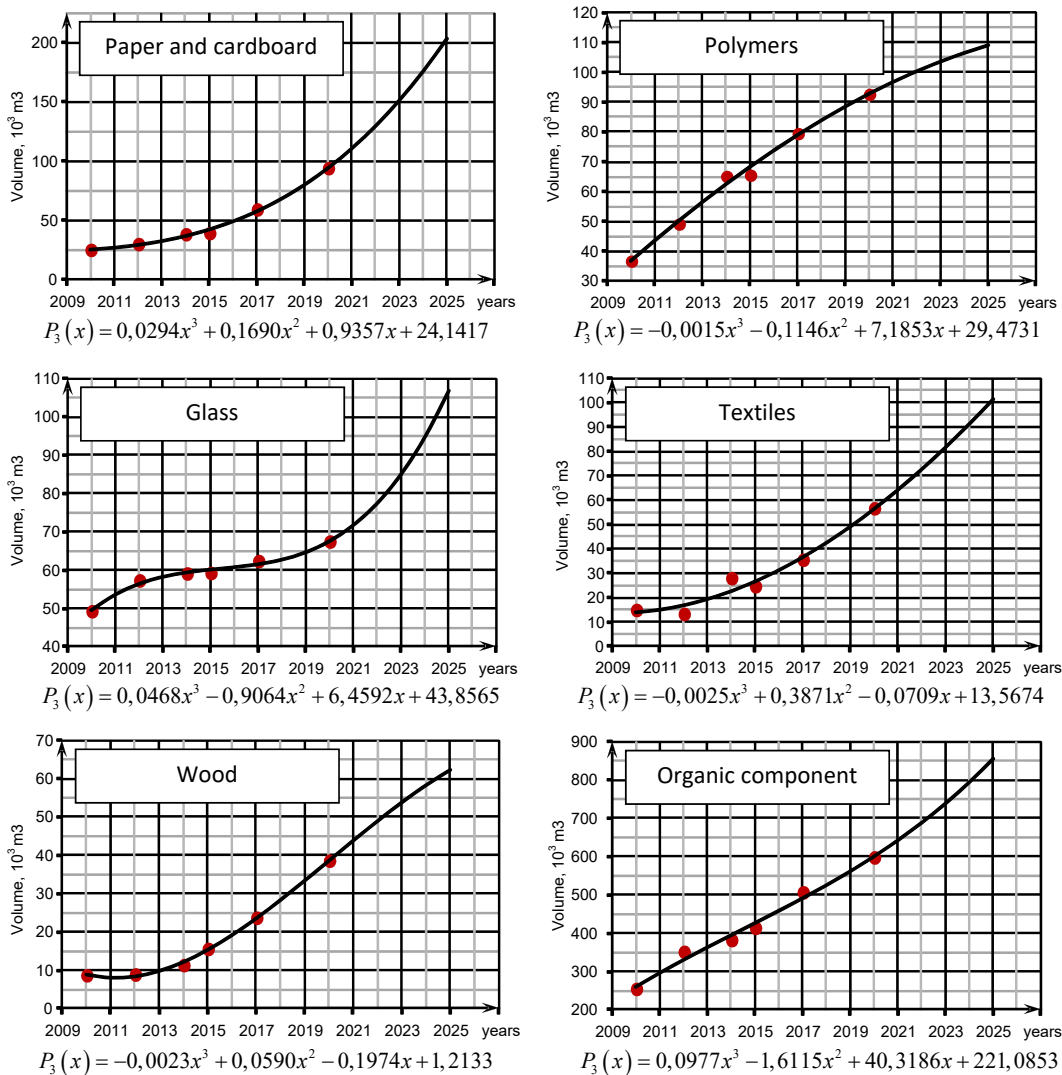 Paper and cardboard
Volume, 10³ m3
200
150
100
50
0
2009 2011 2013 2015 2017 2019 2021 2023 2025 years
P₃(x) = 0,0294x³ + 0,1690x² + 0,9357x + 24,1417
Polymers
Volume, 10³ m3
120
110
100
90
80
70
60
50
40
30
2009 2011 2013 2015 2017 2019 2021 2023 2025 years
P₃(x) = −0,0015x³ − 0,1146x² + 7,1853x + 29,4731
Glass
Volume, 10³ m3
110
100
90
80
70
60
50
40
2009 2011 2013 2015 2017 2019 2021 2023 2025 years
P₃(x) = 0,0468x³ − 0,9064x² + 6,4592x + 43,8565
Textiles
Volume, 10³ m3
110
100
90
80
70
60
50
40
30
20
10
0
2009 2011 2013 2015 2017 2019 2021 2023 2025 years
P₃(x) = −0,0025x³ + 0,3871x² − 0,0709x + 13,5674
Wood
Volume, 10³ m3
70
60
50
40
30
20
10
0
2009 2011 2013 2015 2017 2019 2021 2023 2025 years
P₃(x) = −0,0023x³ + 0,0590x² − 0,1974x + 1,2133
Organic component
Volume, 10³ m3
900
800
700
600
500
400
300
200
2009 2011 2013 2015 2017 2019 2021 2023 2025 years
P₃(x) = 0,0977x³ − 1,6115x² + 40,3186x + 221,0853